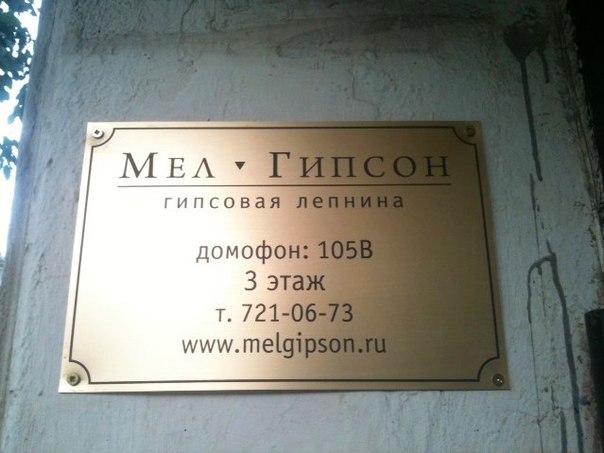 Мел ▾ Гипсон
гипсовая лепнина
домофон: 105В
3 этаж
т. 721-06-73
www.melgipson.ru